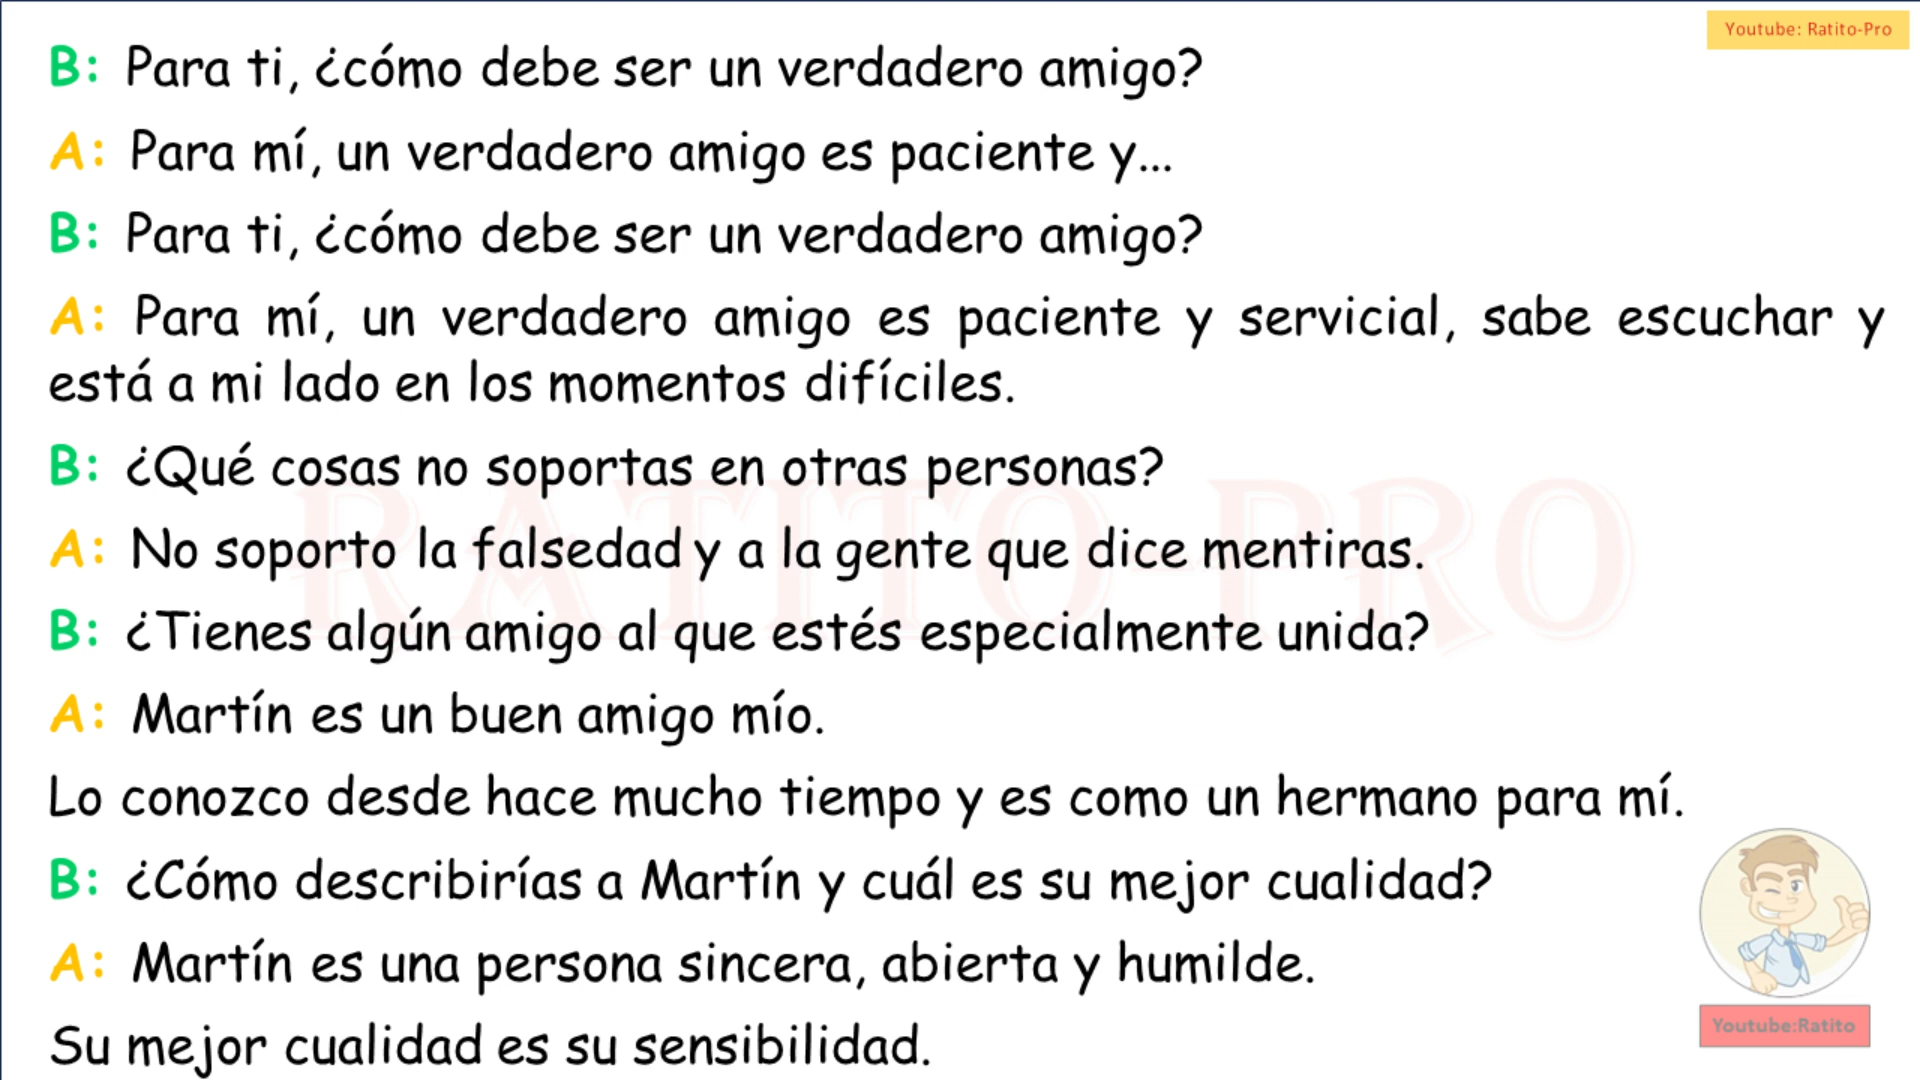 Youtube: Ratito-Pro
B: Para ti, ¿cómo debe ser un verdadero amigo?
A: Para mí, un verdadero amigo es paciente y...
B: Para ti, ¿cómo debe ser un verdadero amigo?
A: Para mí, un verdadero amigo es paciente y servicial, sabe escuchar y
está a mi lado en los momentos difíciles.
B: ¿Qué cosas no soportas en otras personas?
RATITO-PRO
A: No soporto la falsedad y a la gente que dice mentiras.
B: ¿Tienes algún amigo al que estés especialmente unida?
A: Martín es un buen amigo mío.
Lo conozco desde hace mucho tiempo y es como un hermano para mí.
B: ¿Cómo describirías a Martín y cuál es su mejor cualidad?
A: Martín es una persona sincera, abierta y humilde.
Youtube:Ratito
Su mejor cualidad es su sensibilidad.